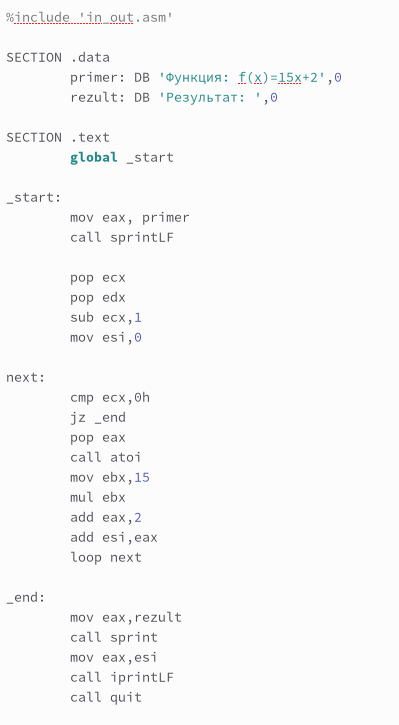 %include 'in_out.asm'
SECTION .data
primer: DB 'Функция: f(x)=15x+2',0
rezult: DB 'Результат: ',0
SECTION .text
global _start
_start:
mov eax, primer
call sprintLF
pop ecx
pop edx
sub ecx,1
mov esi,0
next:
cmp ecx,0h
jz _end
pop eax
call atoi
mov ebx,15
mul ebx
add eax,2
add esi,eax
loop next
_end:
mov eax,rezult
call sprint
mov eax,esi
call iprintLF
call quit